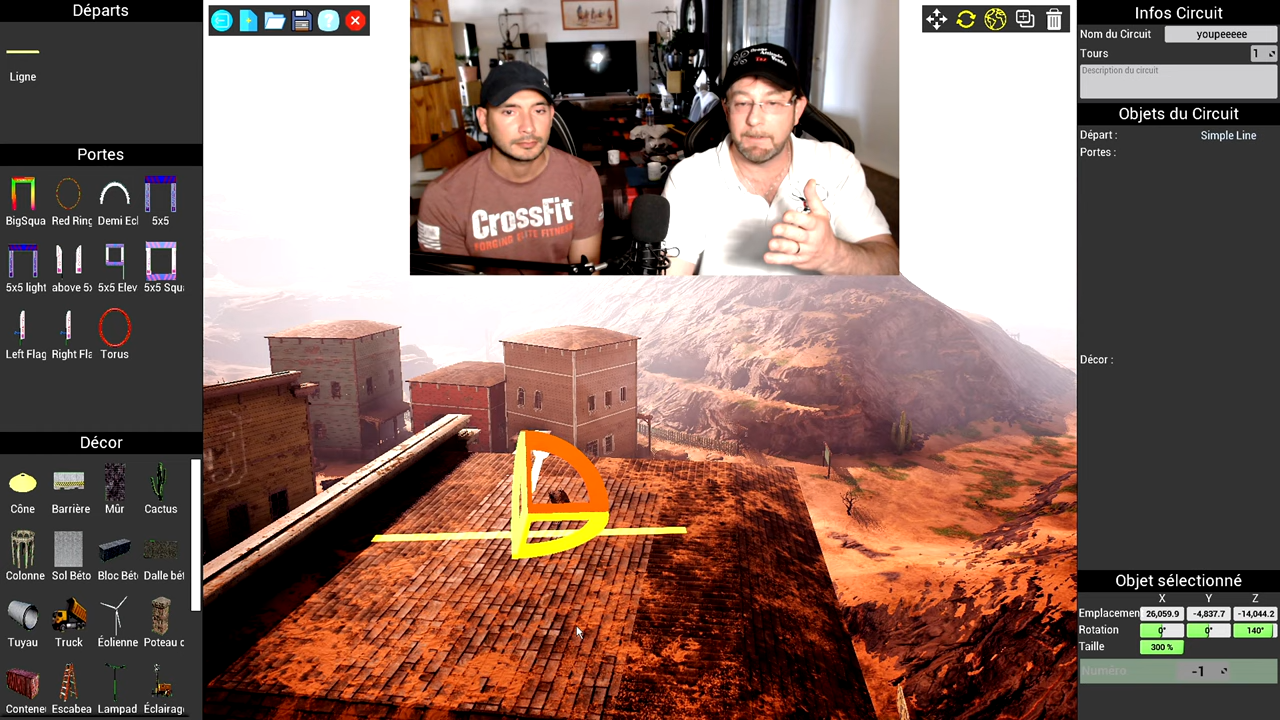 Départs
Ligne
Portes
BigSqua
Red Ring
Demi Ecl
5x5
5x5 light
above 5x
5x5 Elev
5x5 Squa
Left Flag
Right Fla
Torus
Décor
Cône
Barrière
Mûr
Cactus
Colonne
Sol Béto
Bloc Bét
Dalle bét
Tuyau
Truck
Éolienne
Poteau c
Contene
Escabea
Lampad
Éclairag
CrossFit
FORGING ELITE FITNESS
Infos Circuit
Nom du Circuit youpeeeee
Tours 1
Description du circuit
Objets du Circuit
Départ : Simple Line
Portes :
Décor :
Objet sélectionné
X Y Z
Emplacemen 26,059.9 -4,837.7 -14,044.2
Rotation 0° 0° 140°
Taille 300 %
Numéro -1